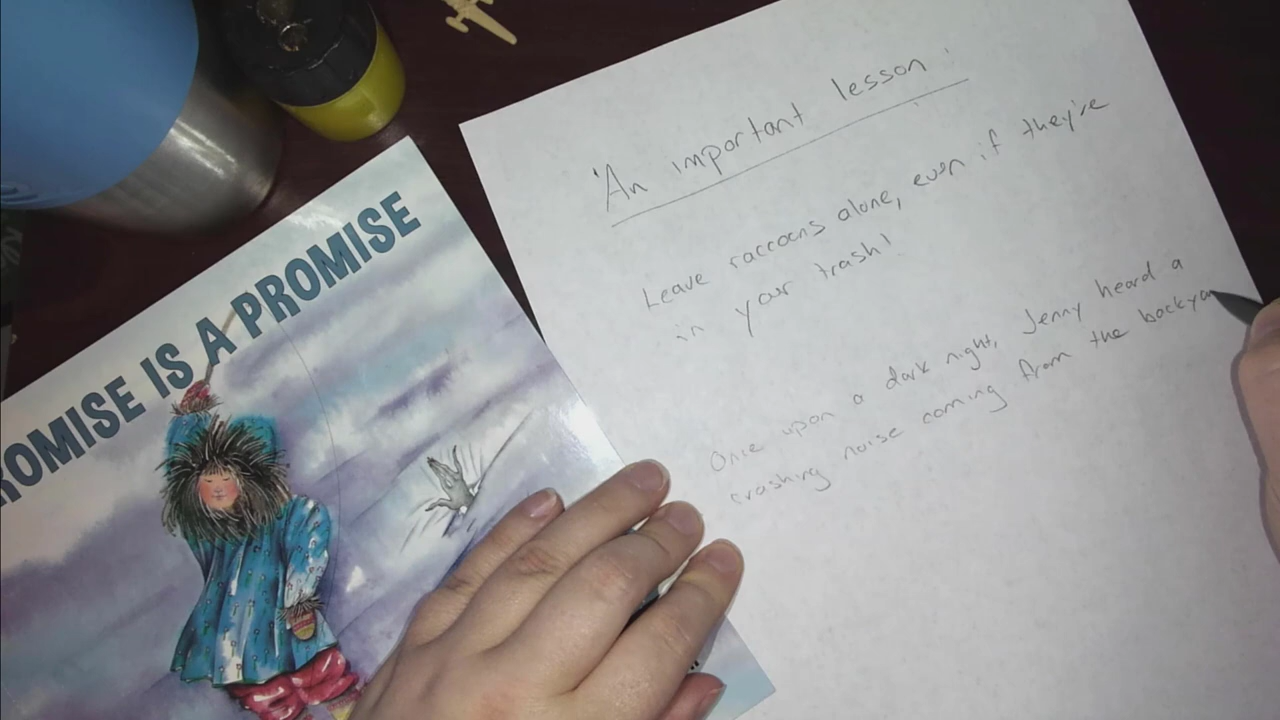 ROMISE IS A PROMISE
'An important lesson'
Leave raccoons alone, even if they're
in your trash!
Once upon a dark night, Jenny heard a
crashing noise coming from the backya